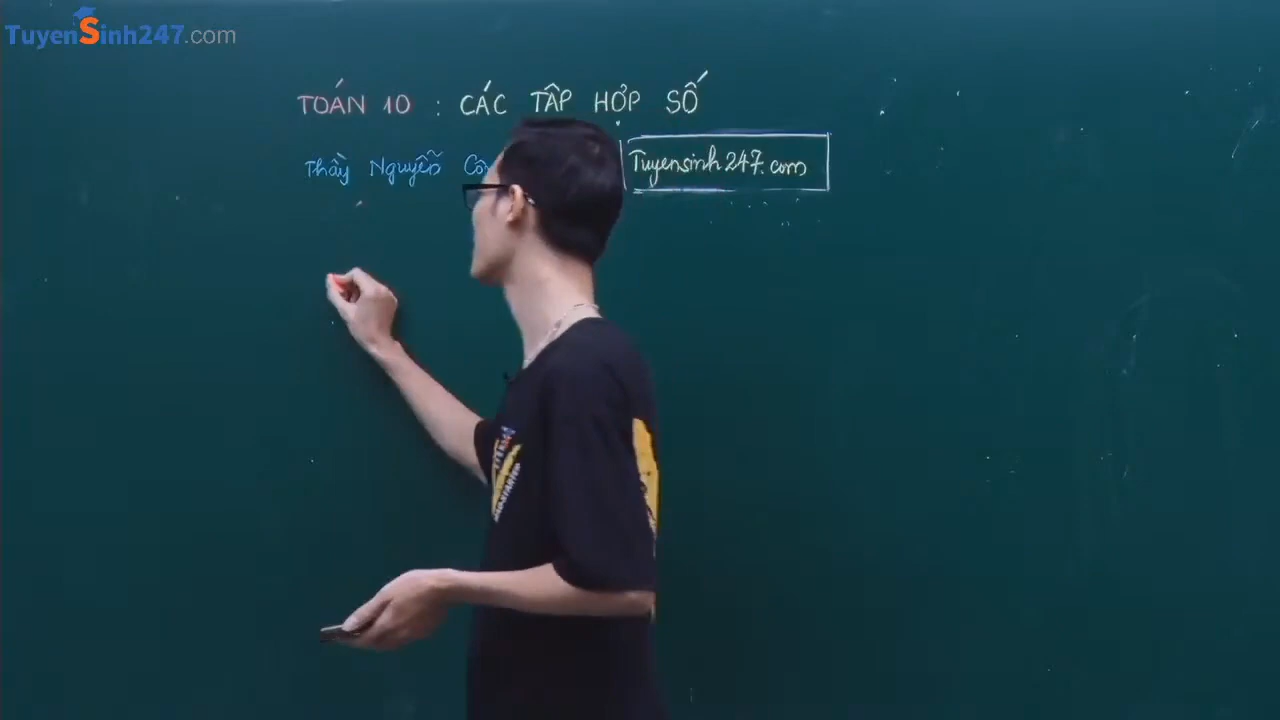 TuyenSinh247.com
TOÁN 10 : CÁC TẬP HỢP SỐ
Thầy Nguyễn
Tuyensinh247.com